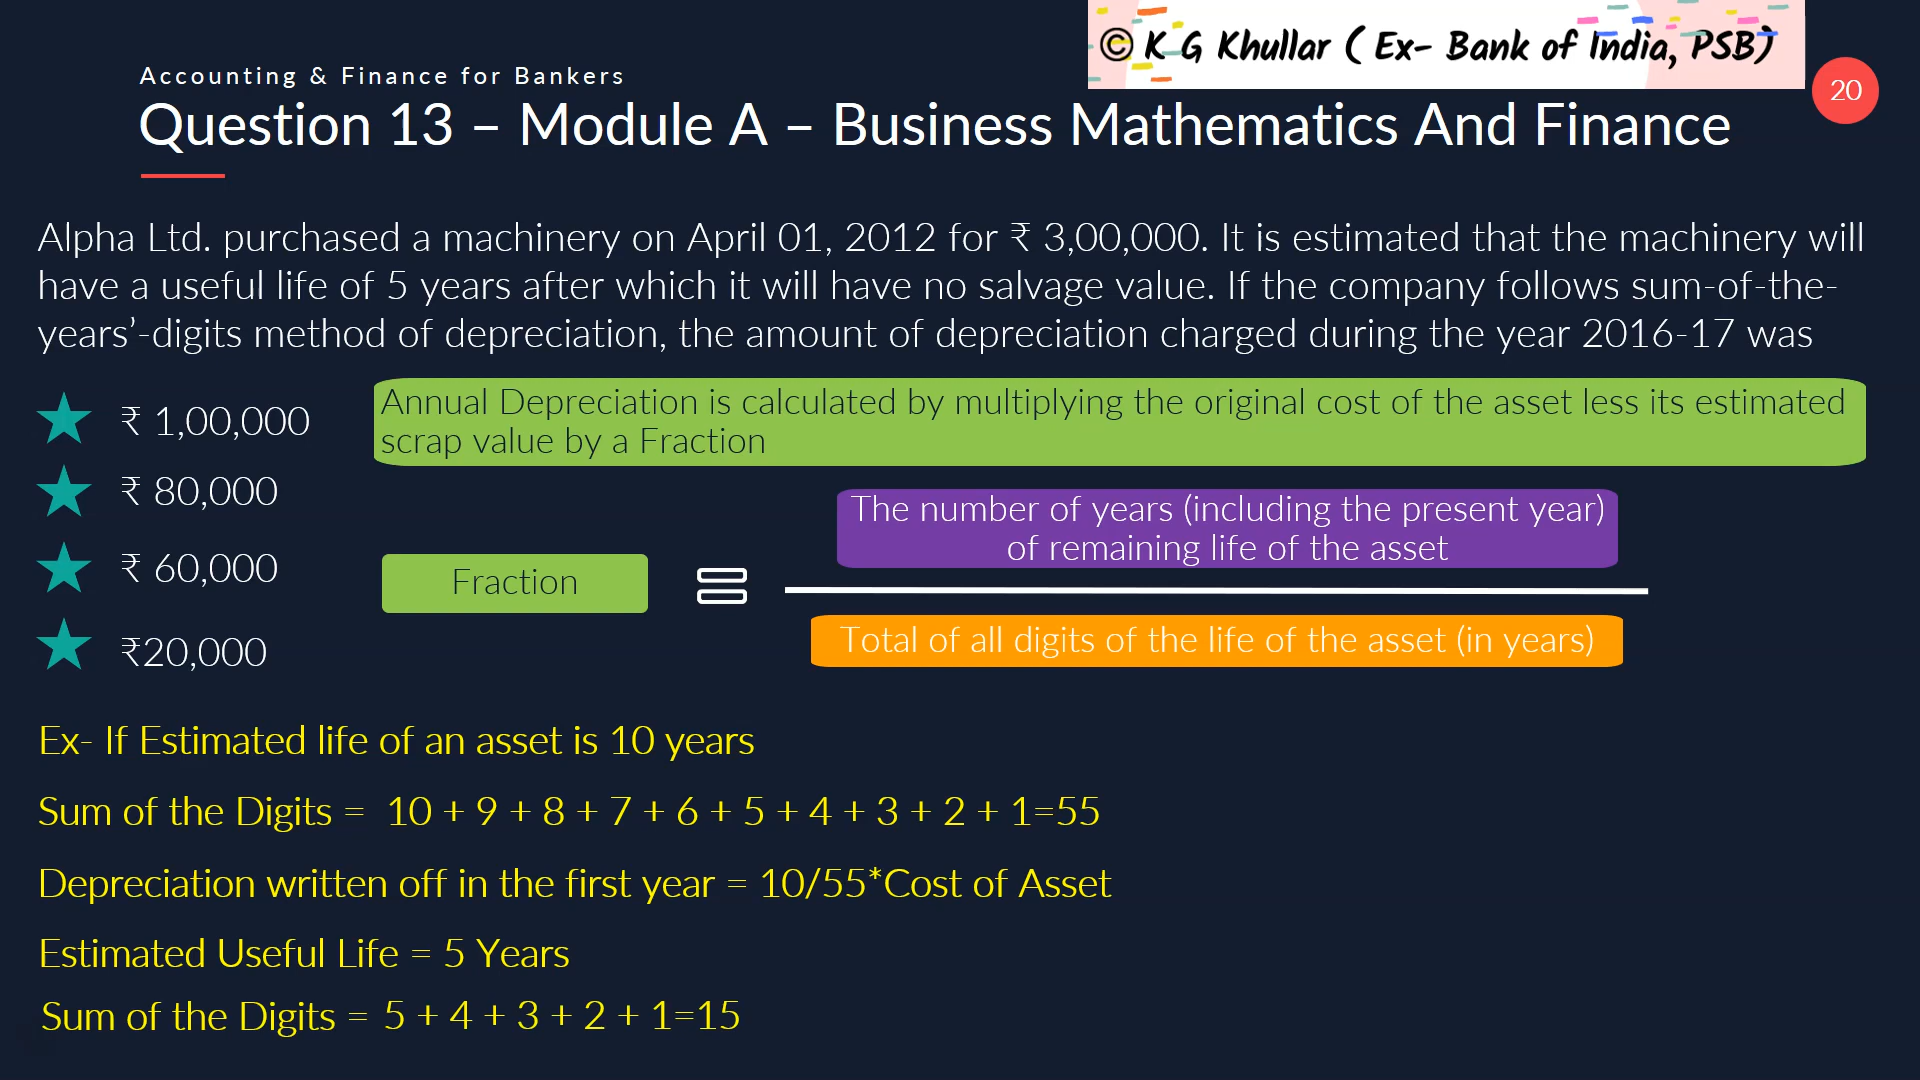 © K G Khullar ( Ex- Bank of India, PSB)
Accounting & Finance for Bankers
20
Question 13 – Module A – Business Mathematics And Finance
Alpha Ltd. purchased a machinery on April 01, 2012 for ₹ 3,00,000. It is estimated that the machinery will
have a useful life of 5 years after which it will have no salvage value. If the company follows sum-of-the-
years’-digits method of depreciation, the amount of depreciation charged during the year 2016-17 was
₹ 1,00,000
₹ 80,000
₹ 60,000
₹20,000
Annual Depreciation is calculated by multiplying the original cost of the asset less its estimated
scrap value by a Fraction
Fraction
=
The number of years (including the present year)
of remaining life of the asset
Total of all digits of the life of the asset (in years)
Ex- If Estimated life of an asset is 10 years
Sum of the Digits = 10 + 9 + 8 + 7 + 6 + 5 + 4 + 3 + 2 + 1=55
Depreciation written off in the first year = 10/55*Cost of Asset
Estimated Useful Life = 5 Years
Sum of the Digits = 5 + 4 + 3 + 2 + 1=15